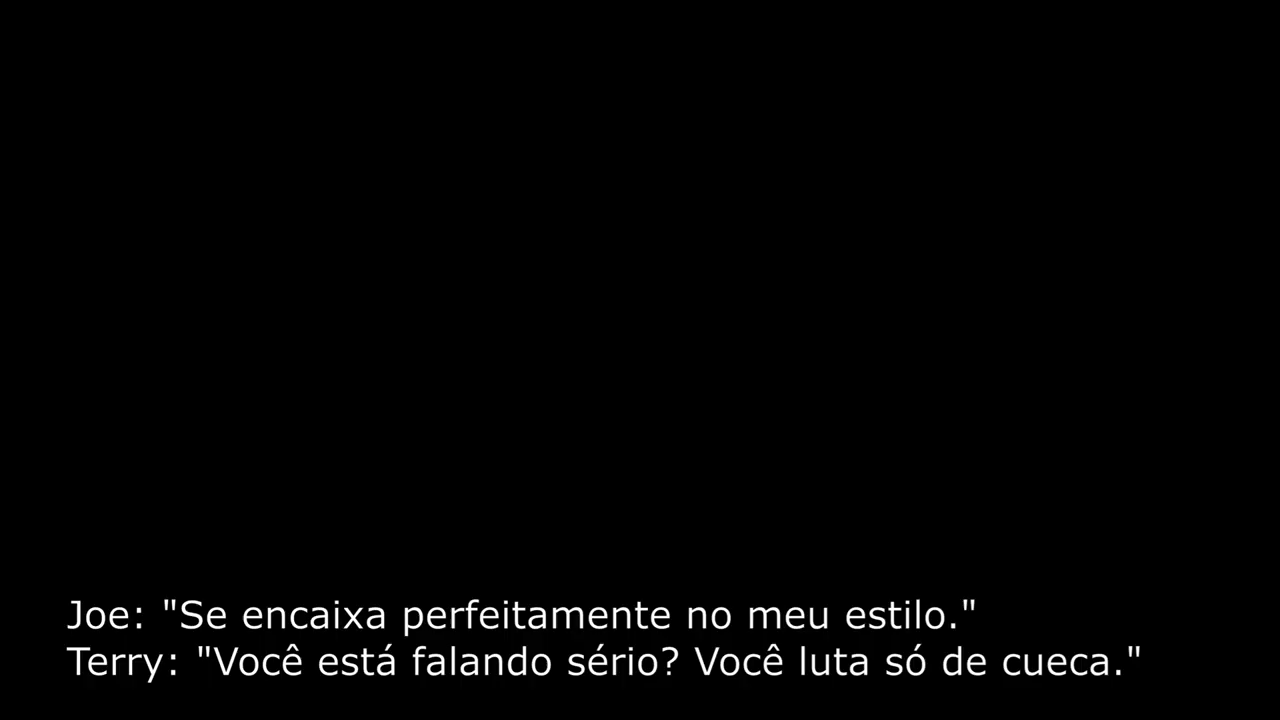 Joe: "Se encaixa perfeitamente no meu estilo."
Terry: "Você está falando sério? Você luta só de cueca."